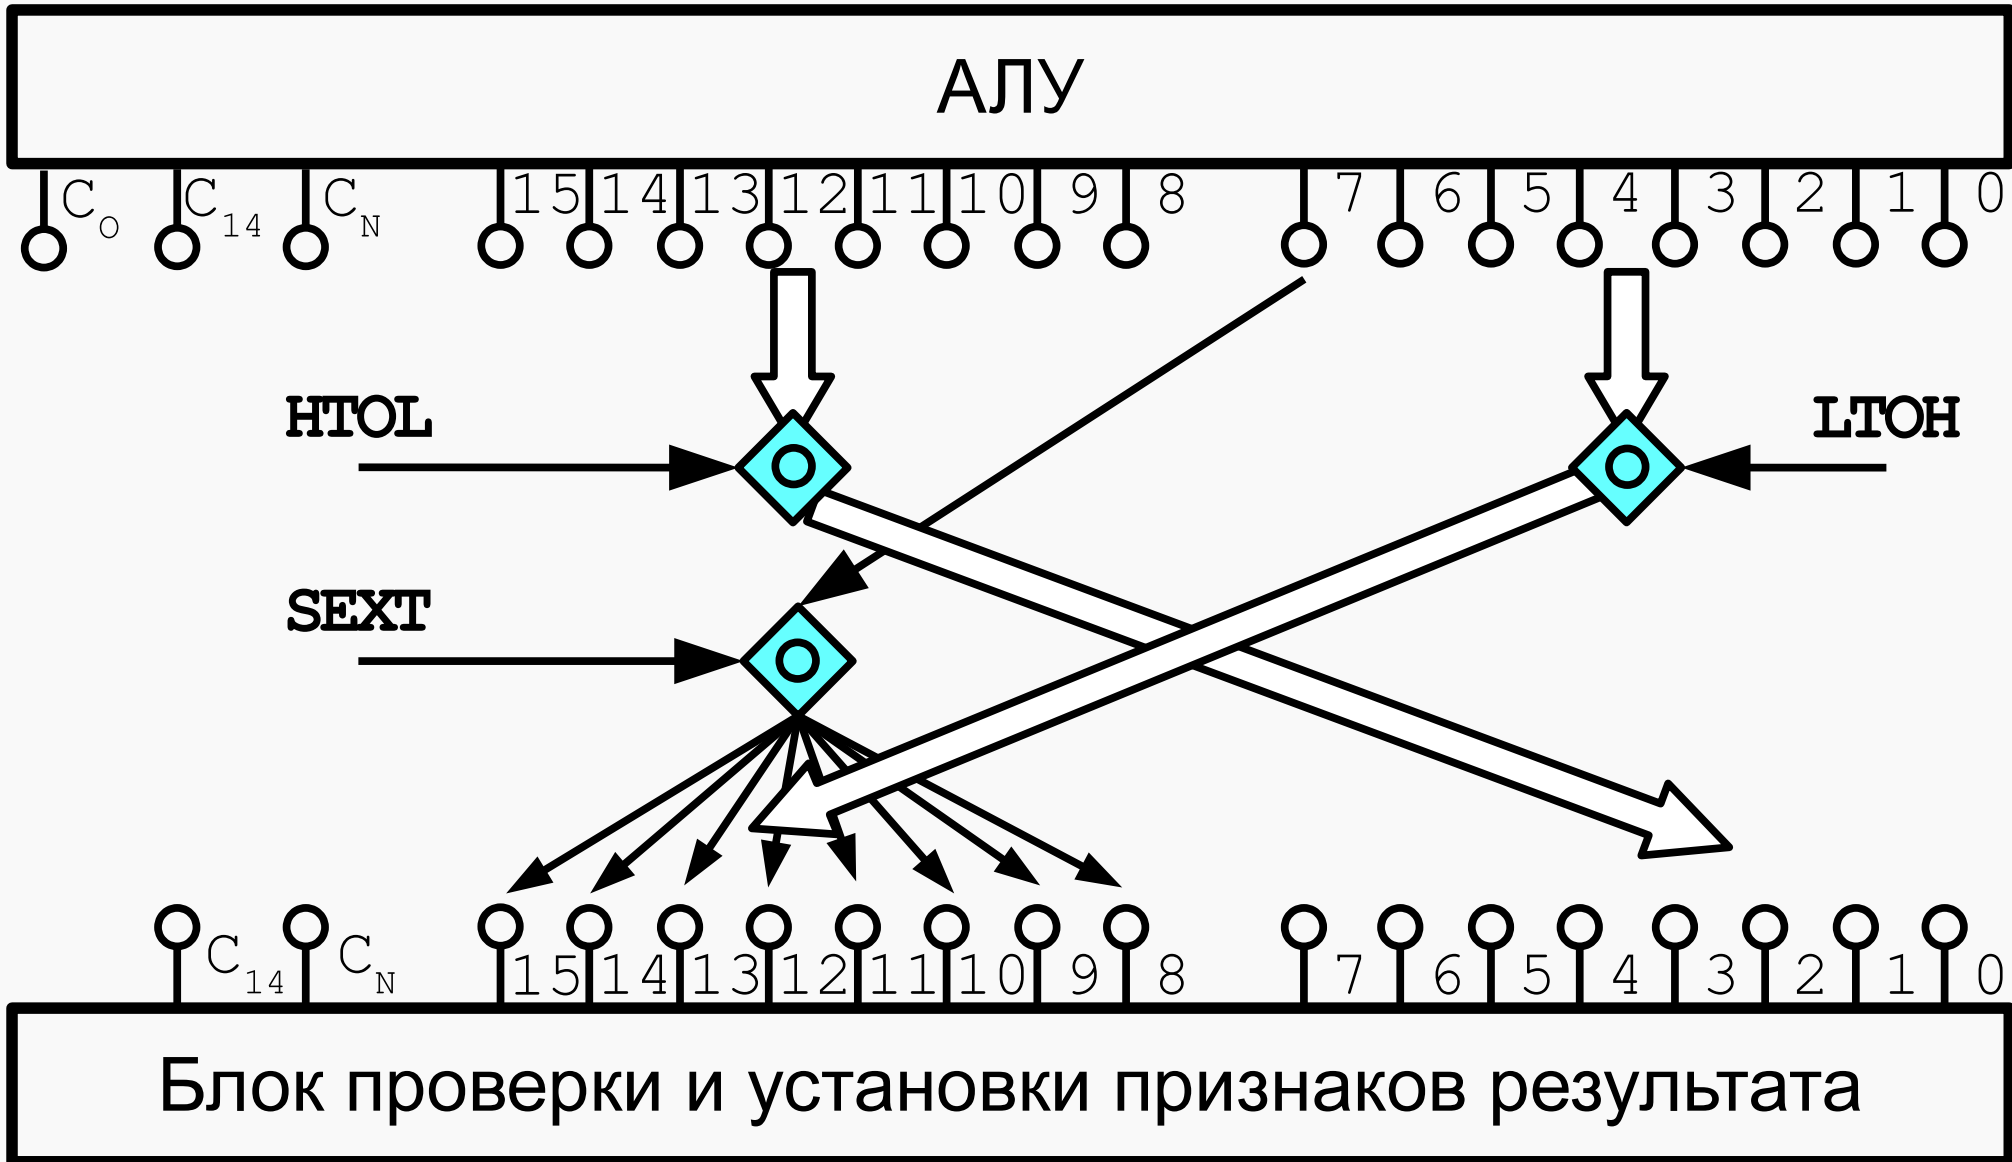 АЛУ
C0 C14 CN 15 14 13 12 11 10 9 8 7 6 5 4 3 2 1 0
HTOL LTOH
SEXT
C14 CN 15 14 13 12 11 10 9 8 7 6 5 4 3 2 1 0
Блок проверки и установки признаков результата